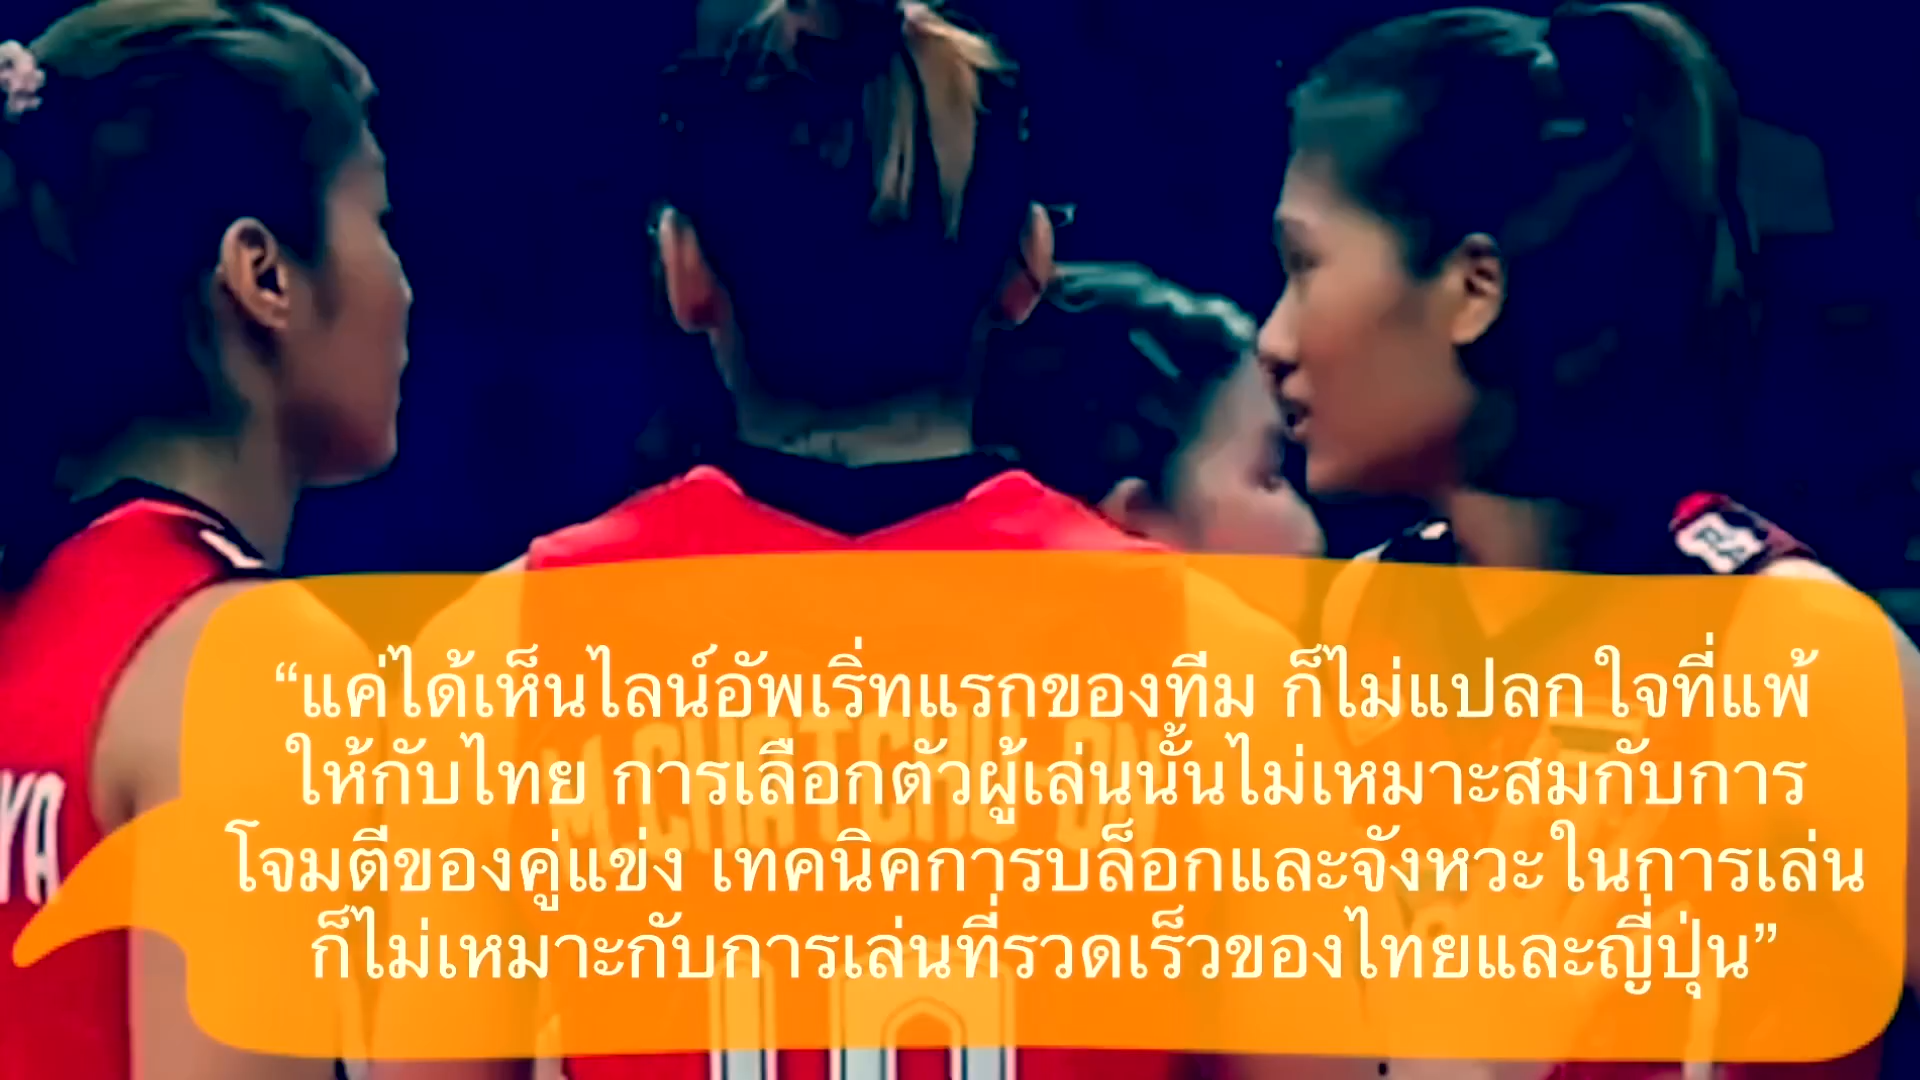 “แค่ได้เห็นไลน์อัพเริ่ทแรกของทีม ก็ไม่แปลกใจที่แพ้
ให้กับไทย การเลือกตัวผู้เล่นนั้นไม่เหมาะสมกับการ
โจมตีของคู่แข่ง เทคนิคการบล็อกและจังหวะในการเล่น
ก็ไม่เหมาะกับการเล่นที่รวดเร็วของไทยและญี่ปุ่น”
M.CHATCHU-ON
YA